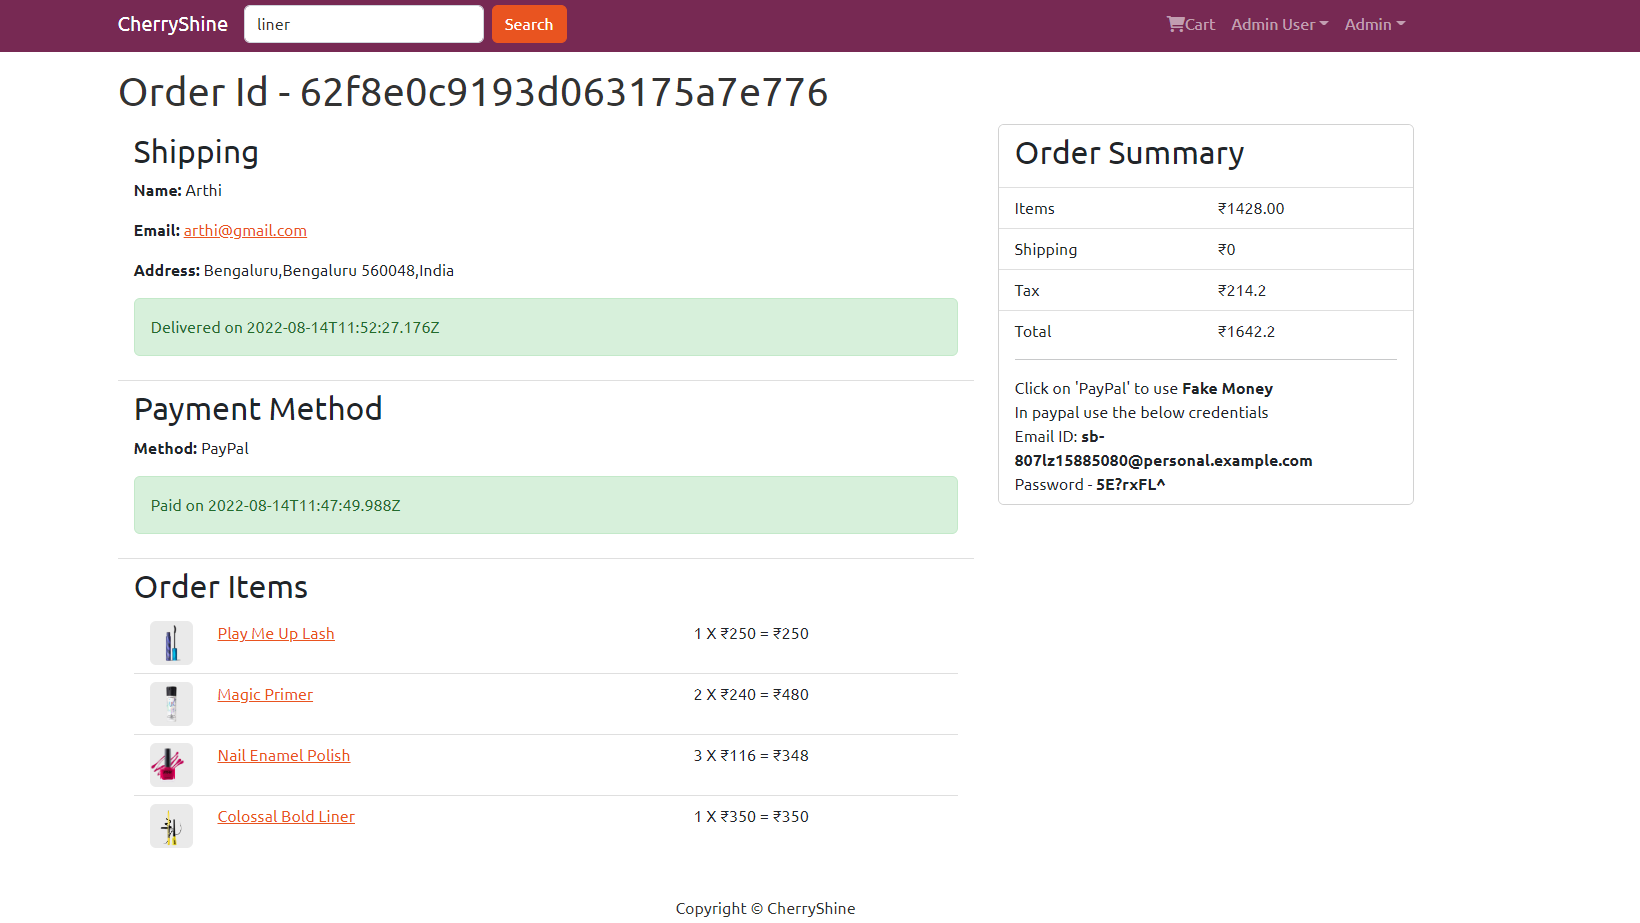 CherryShine liner Search Cart Admin User Admin
Order Id - 62f8e0c9193d063175a7e776
Shipping
Name: Arthi
Email: arthi@gmail.com
Address: Bengaluru,Bengaluru 560048,India
Delivered on 2022-08-14T11:52:27.176Z
Payment Method
Method: PayPal
Paid on 2022-08-14T11:47:49.988Z
Order Items
Play Me Up Lash 1 X ₹250 = ₹250
Magic Primer 2 X ₹240 = ₹480
Nail Enamel Polish 3 X ₹116 = ₹348
Colossal Bold Liner 1 X ₹350 = ₹350
Order Summary
Items ₹1428.00
Shipping ₹0
Tax ₹214.2
Total ₹1642.2
Click on 'PayPal' to use Fake Money
In paypal use the below credentials
Email ID: sb-
807lz15885080@personal.example.com
Password - 5E?rxFL^
Copyright © CherryShine